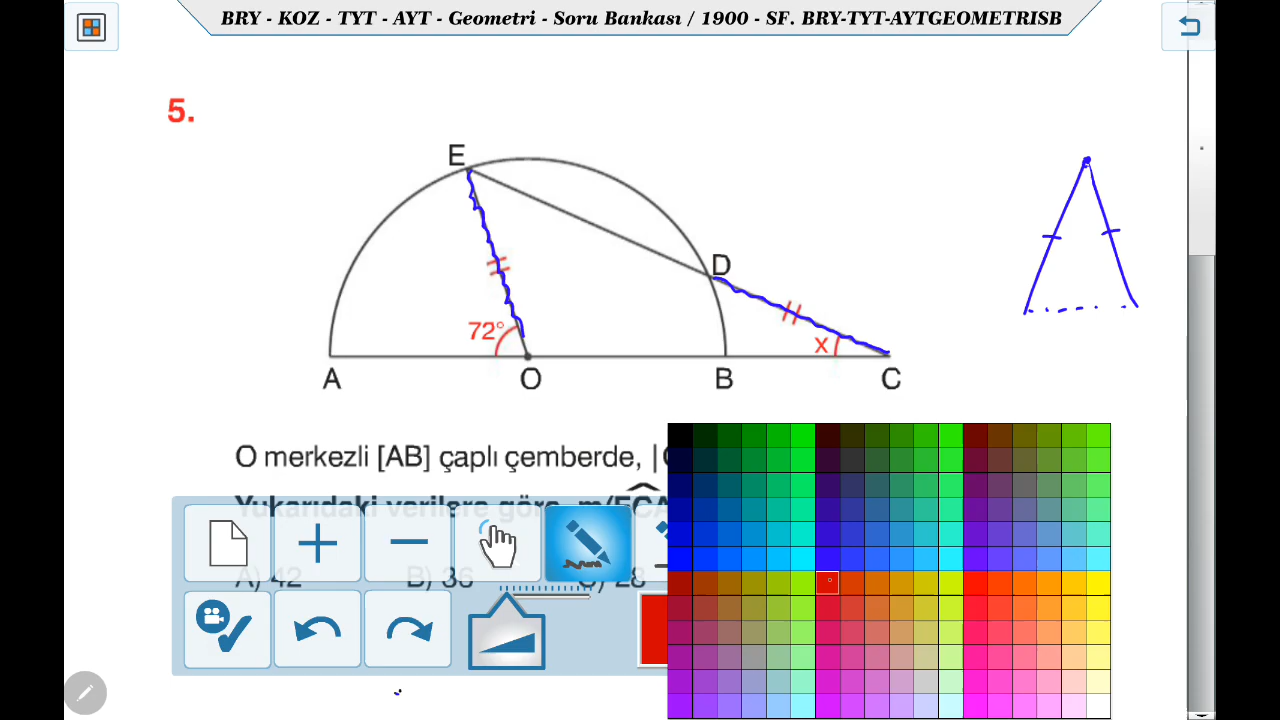 BRY - KOZ - TYT - AYT - Geometri - Soru Bankası / 1900 - SF. BRY-TYT-AYTGEOMETRISB
5.
E
D
72°
x
A
O
B
C
O merkezli [AB] çaplı çemberde, |
Yukarıdaki verilere göre, m(ECA
A) 42
B) 36
C) 28